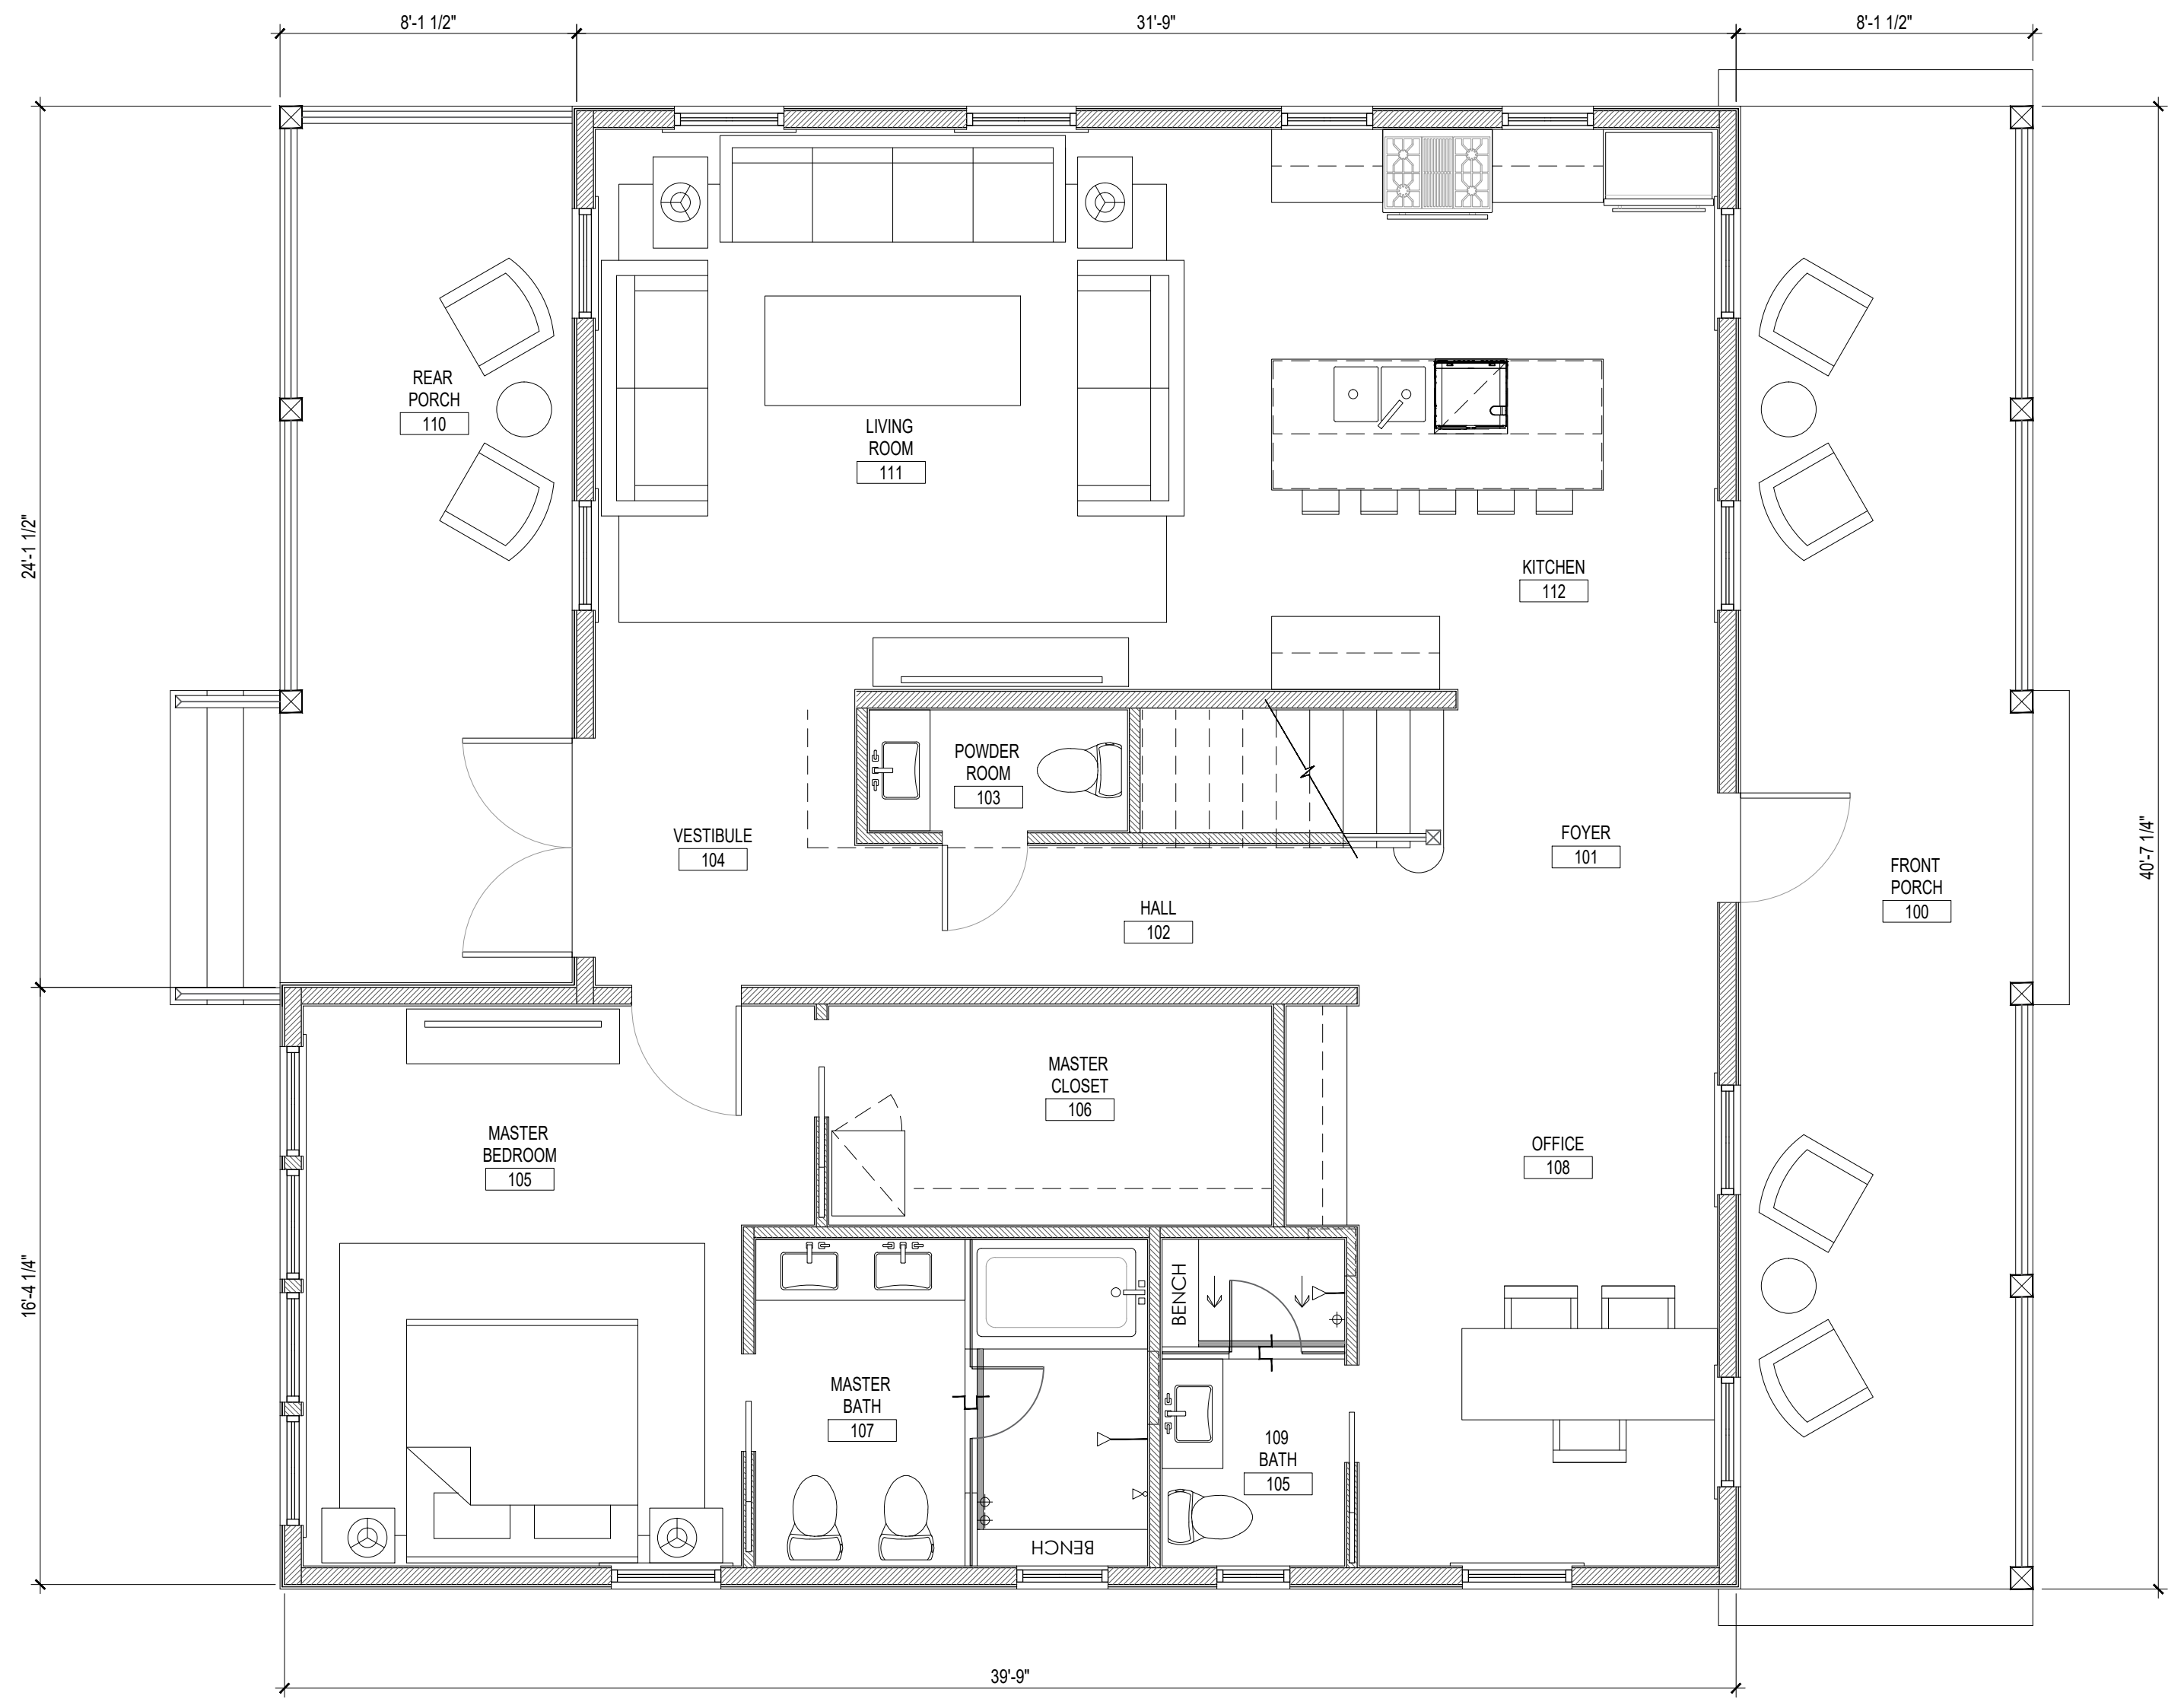 8'-1 1/2"
31'-9"
8'-1 1/2"
24'-1 1/2"
REAR
PORCH
110
LIVING
ROOM
111
KITCHEN
112
POWDER
ROOM
103
VESTIBULE
104
FOYER
101
HALL
102
FRONT
PORCH
100
40'-7 1/4"
MASTER
CLOSET
106
MASTER
BEDROOM
105
OFFICE
108
16'-4 1/4"
BENCH
MASTER
BATH
107
109
BATH
105
BENCH
39'-9"